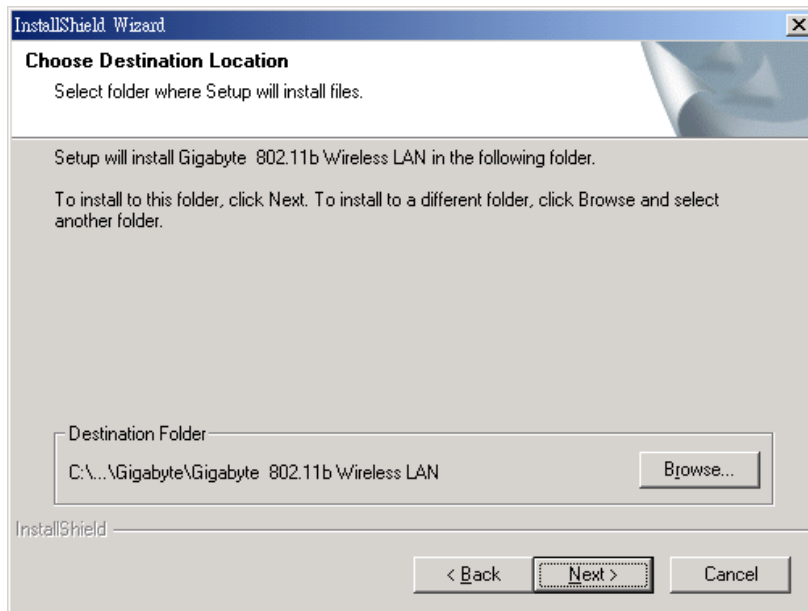 InstallShield Wizard
Choose Destination Location
Select folder where Setup will install files.
Setup will install Gigabyte  802.11b Wireless LAN in the following folder.
To install to this folder, click Next. To install to a different folder, click Browse and select
another folder.
Destination Folder
C:\...\Gigabyte\Gigabyte  802.11b Wireless LAN
Browse...
InstallShield
< Back
Next >
Cancel